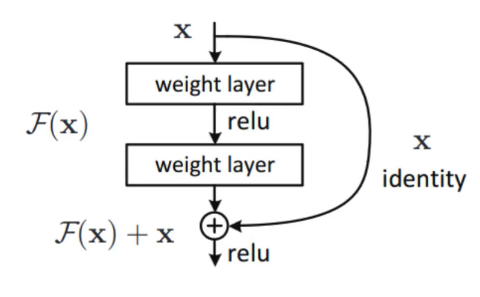 x
weight layer
relu
F(x)
weight layer
x
identity
F(x) + x
relu